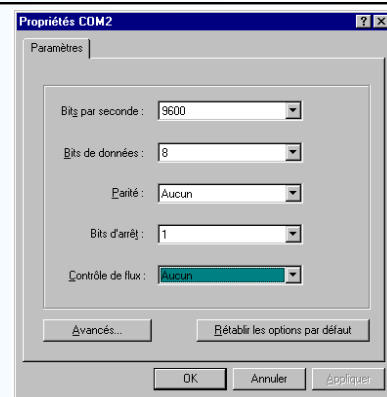 Propriétés COM2
Paramètres
Bits par seconde : 9600
Bits de données : 8
Parité : Aucun
Bits d'arrêt : 1
Contrôle de flux : Aucun
Avancés... Rétablir les options par défaut
OK Annuler Appliquer